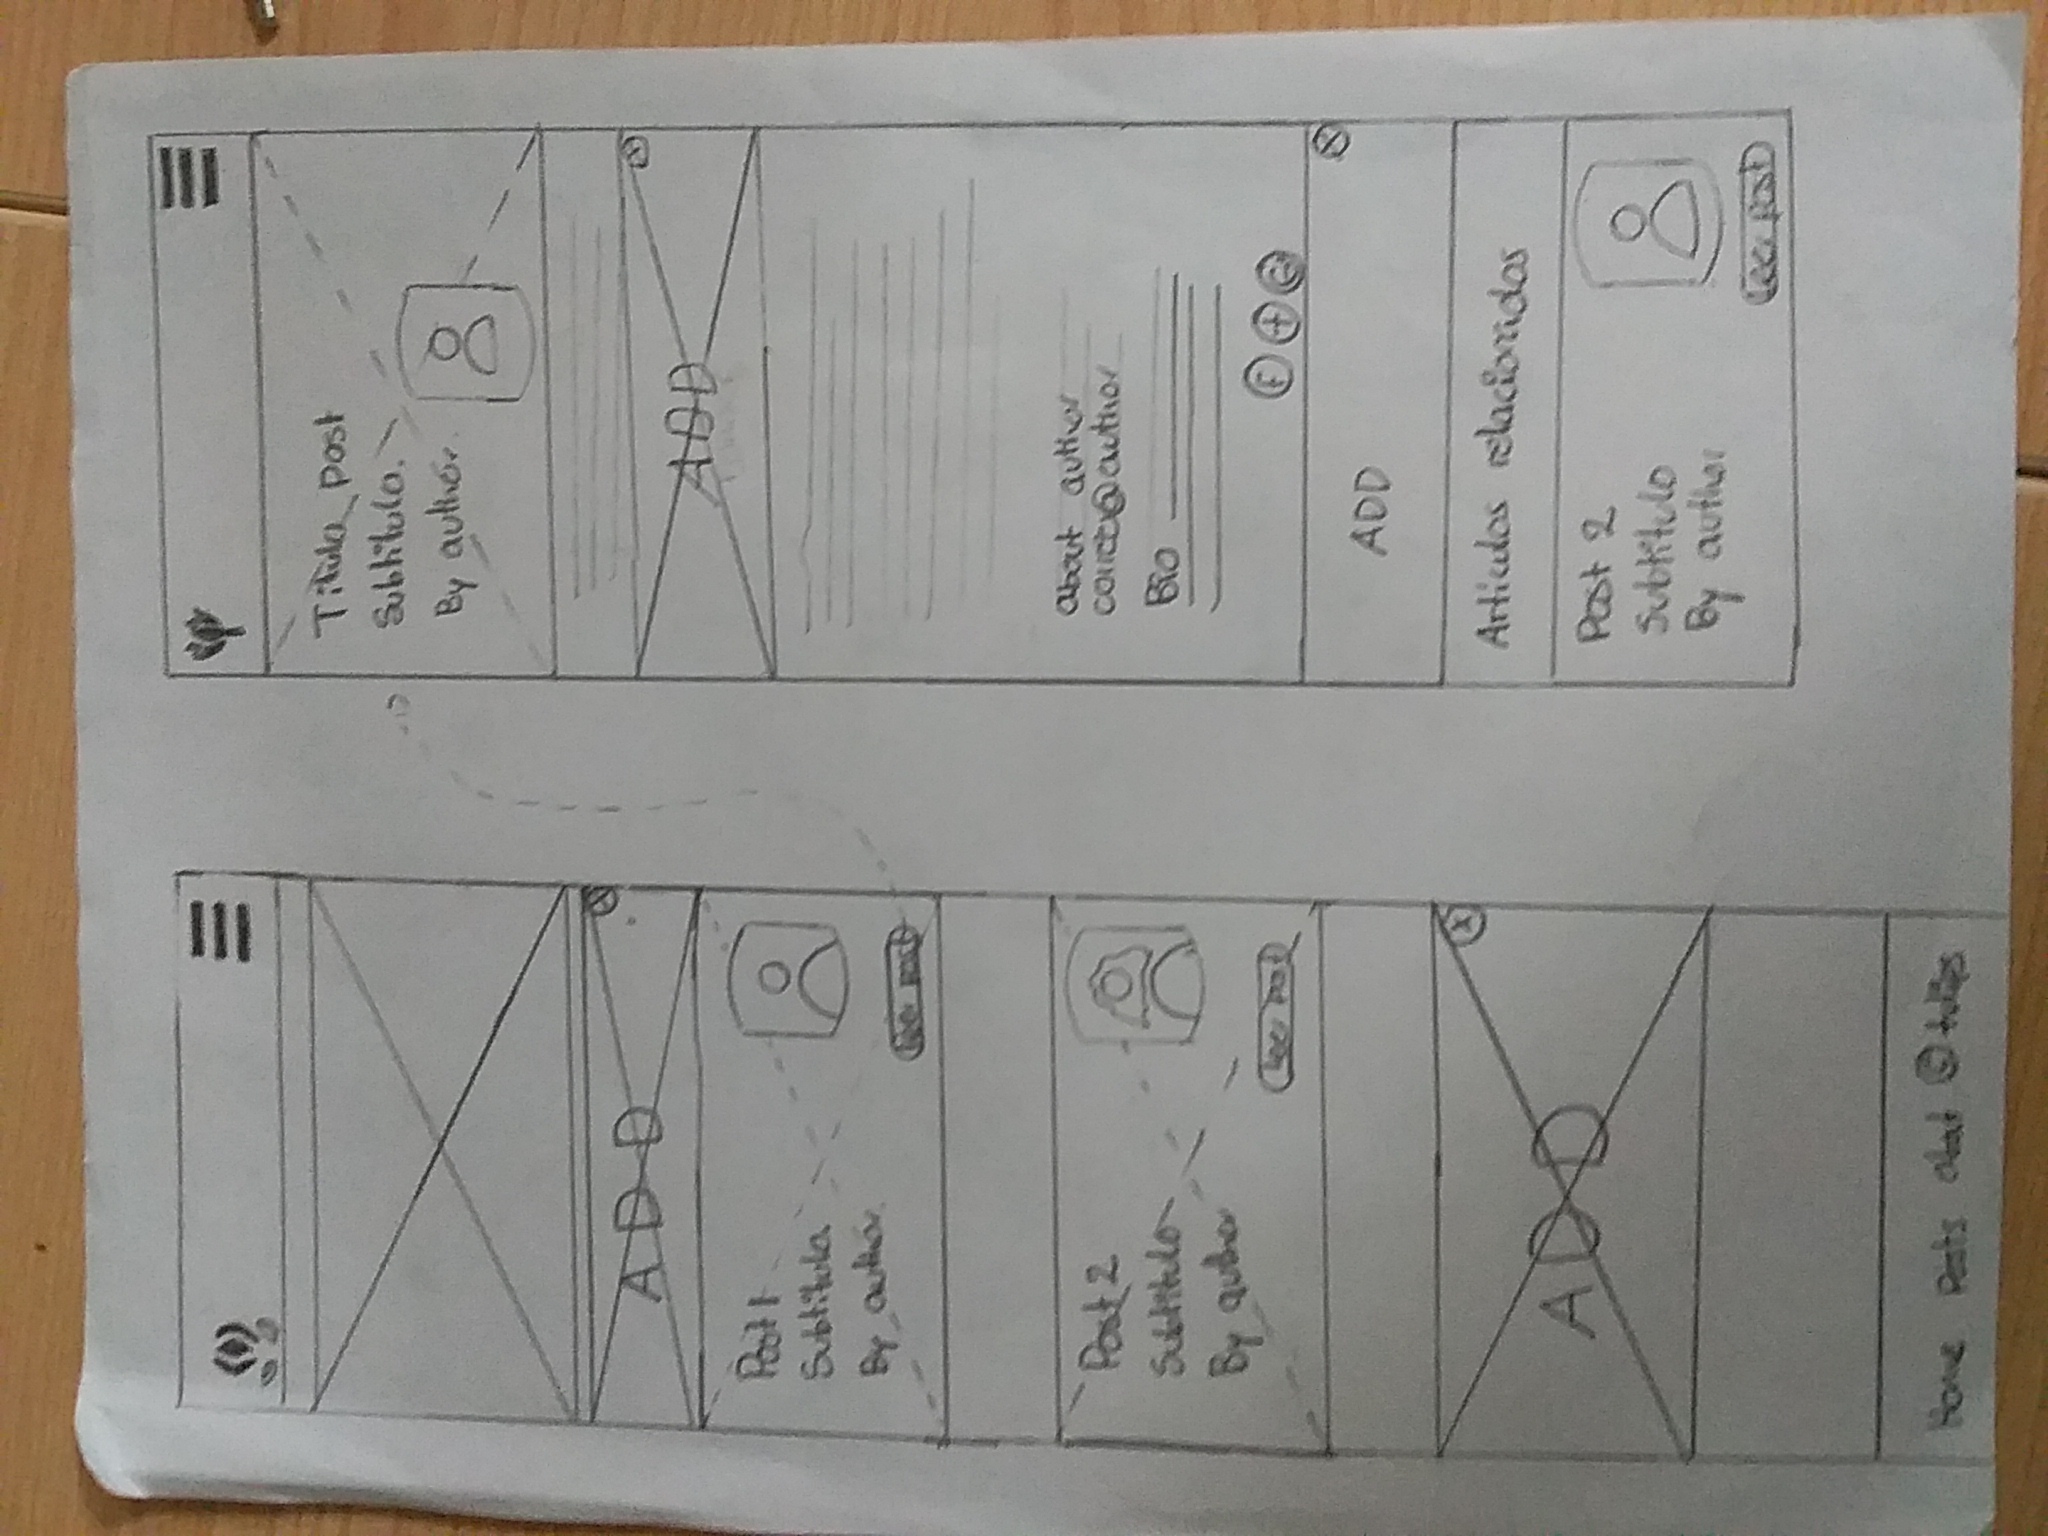 ADD
Post 1
Subtitulo
By author.
Leer post
Post 2
Subtitulo
By author
Leer post
ADD
Home Posts about © tulips
Titulo post
Subtitulo.
By author.
ADD
about author
correo@author
Bio
F + G+
ADD
Articulos relacionados
Post 2
Subtitulo
By author
Leer post